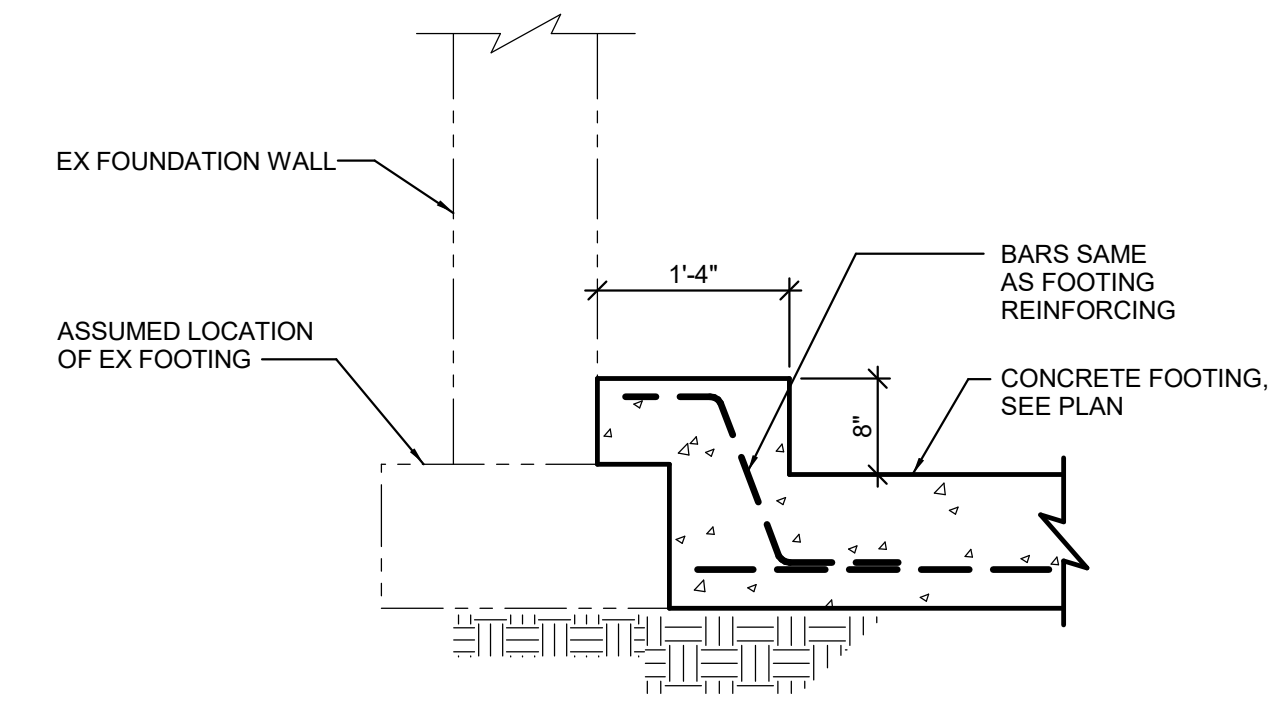 EX FOUNDATION WALL
1'-4"
BARS SAME
AS FOOTING
REINFORCING
ASSUMED LOCATION
OF EX FOOTING
CONCRETE FOOTING,
SEE PLAN
8"